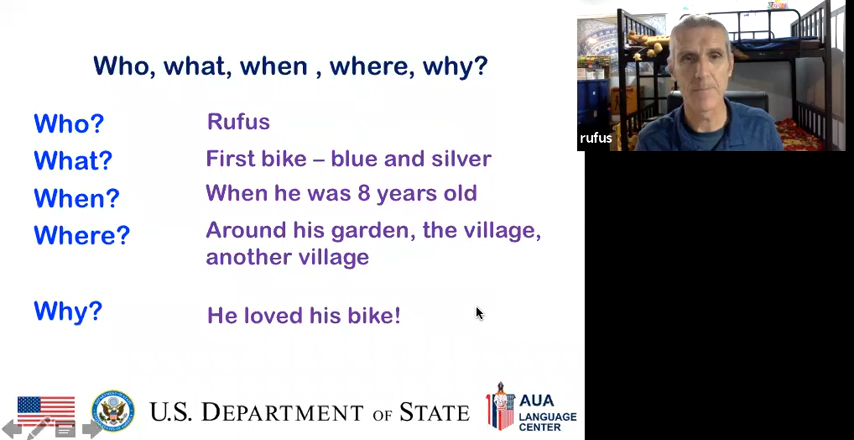 Who, what, when , where, why?
Who? Rufus
What? First bike – blue and silver
When? When he was 8 years old
Where? Around his garden, the village,
another village
Why? He loved his bike!
U.S. DEPARTMENT OF STATE
AUA
LANGUAGE
CENTER
rufus